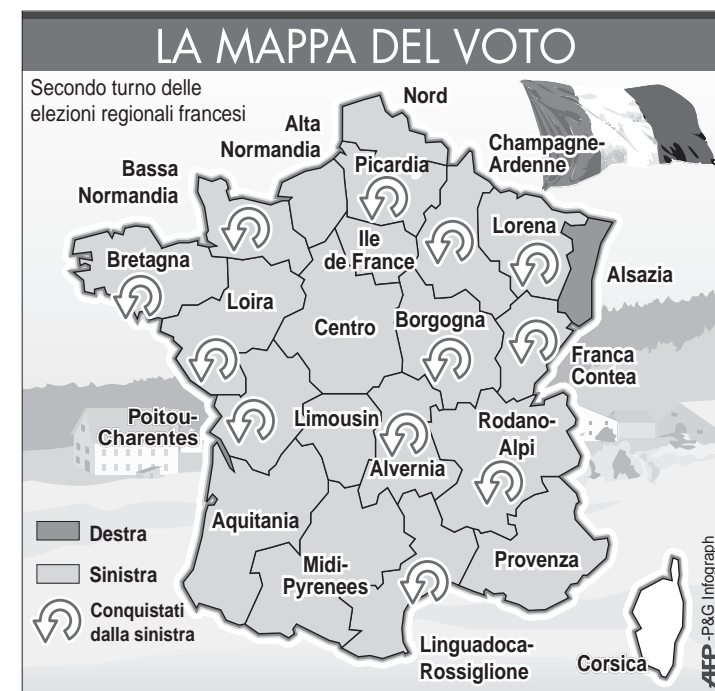 LA MAPPA DEL VOTO
Secondo turno delle
elezioni regionali francesi
Nord
Alta
Normandia
Champagne-
Ardenne
Bassa
Normandia
Picardia
Lorena
Ile
de France
Bretagna
Alsazia
Loira
Centro
Borgogna
Franca
Contea
Poitou-
Charentes
Limousin
Rodano-
Alpi
Alvernia
Aquitania
Midi-
Pyrenees
Provenza
Destra
Sinistra
Conquistati
dalla sinistra
Linguadoca-
Rossiglione
Corsica
AFP -P&G Infograph